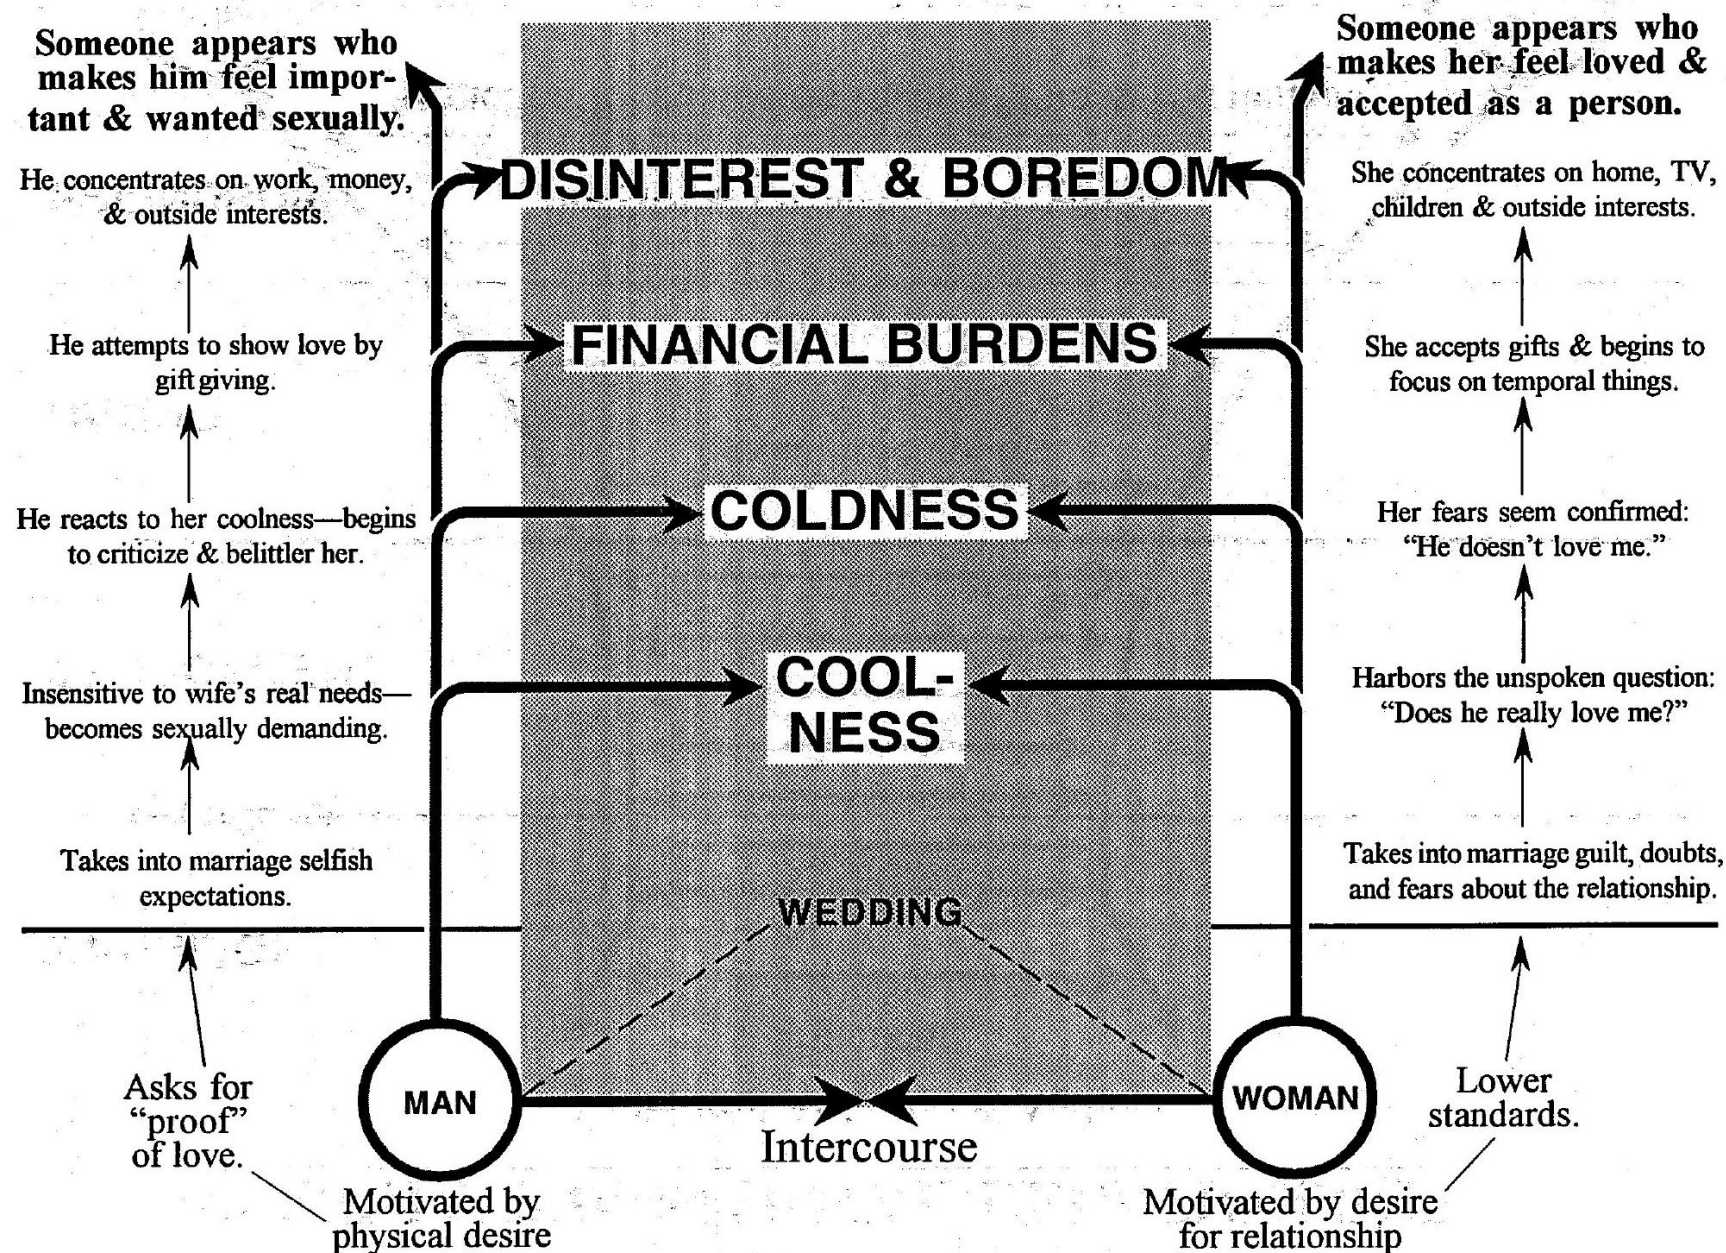 Someone appears who
makes him feel impor-
tant & wanted sexually.
He concentrates on work, money,
& outside interests.
He attempts to show love by
gift giving.
He reacts to her coolness—begins
to criticize & belittler her.
Insensitive to wife's real needs—
becomes sexually demanding.
Takes into marriage selfish
expectations.
Asks for
"proof"
of love.
Motivated by
physical desire
MAN
DISINTEREST & BOREDOM
FINANCIAL BURDENS
COLDNESS
COOL-
NESS
WEDDING
Intercourse
Someone appears who
makes her feel loved &
accepted as a person.
She concentrates on home, TV,
children & outside interests.
She accepts gifts & begins to
focus on temporal things.
Her fears seem confirmed:
"He doesn't love me."
Harbors the unspoken question:
"Does he really love me?"
Takes into marriage guilt, doubts,
and fears about the relationship.
Lower
standards.
WOMAN
Motivated by desire
for relationship